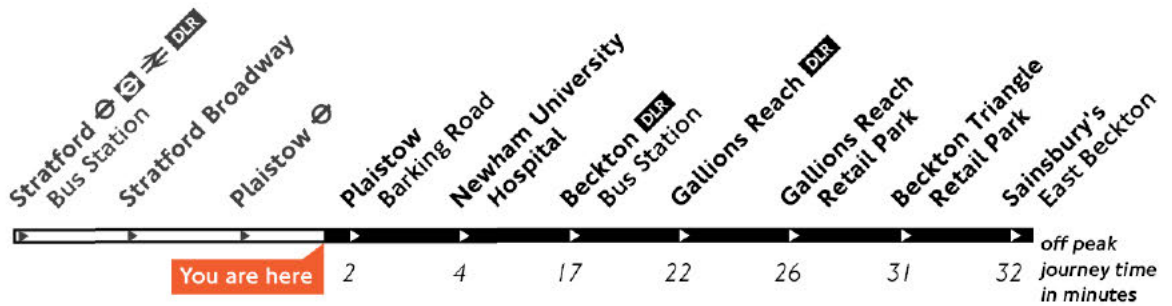 Stratford DLR
Bus Station
Stratford Broadway
Plaistow
Plaistow
Barking Road
Newham University
Hospital
Beckton DLR
Bus Station
Gallions Reach DLR
Gallions Reach
Retail Park
Beckton Triangle
Retail Park
Sainsbury's
East Beckton
You are here
2 4 17 22 26 31 32
off peak
journey time
in minutes